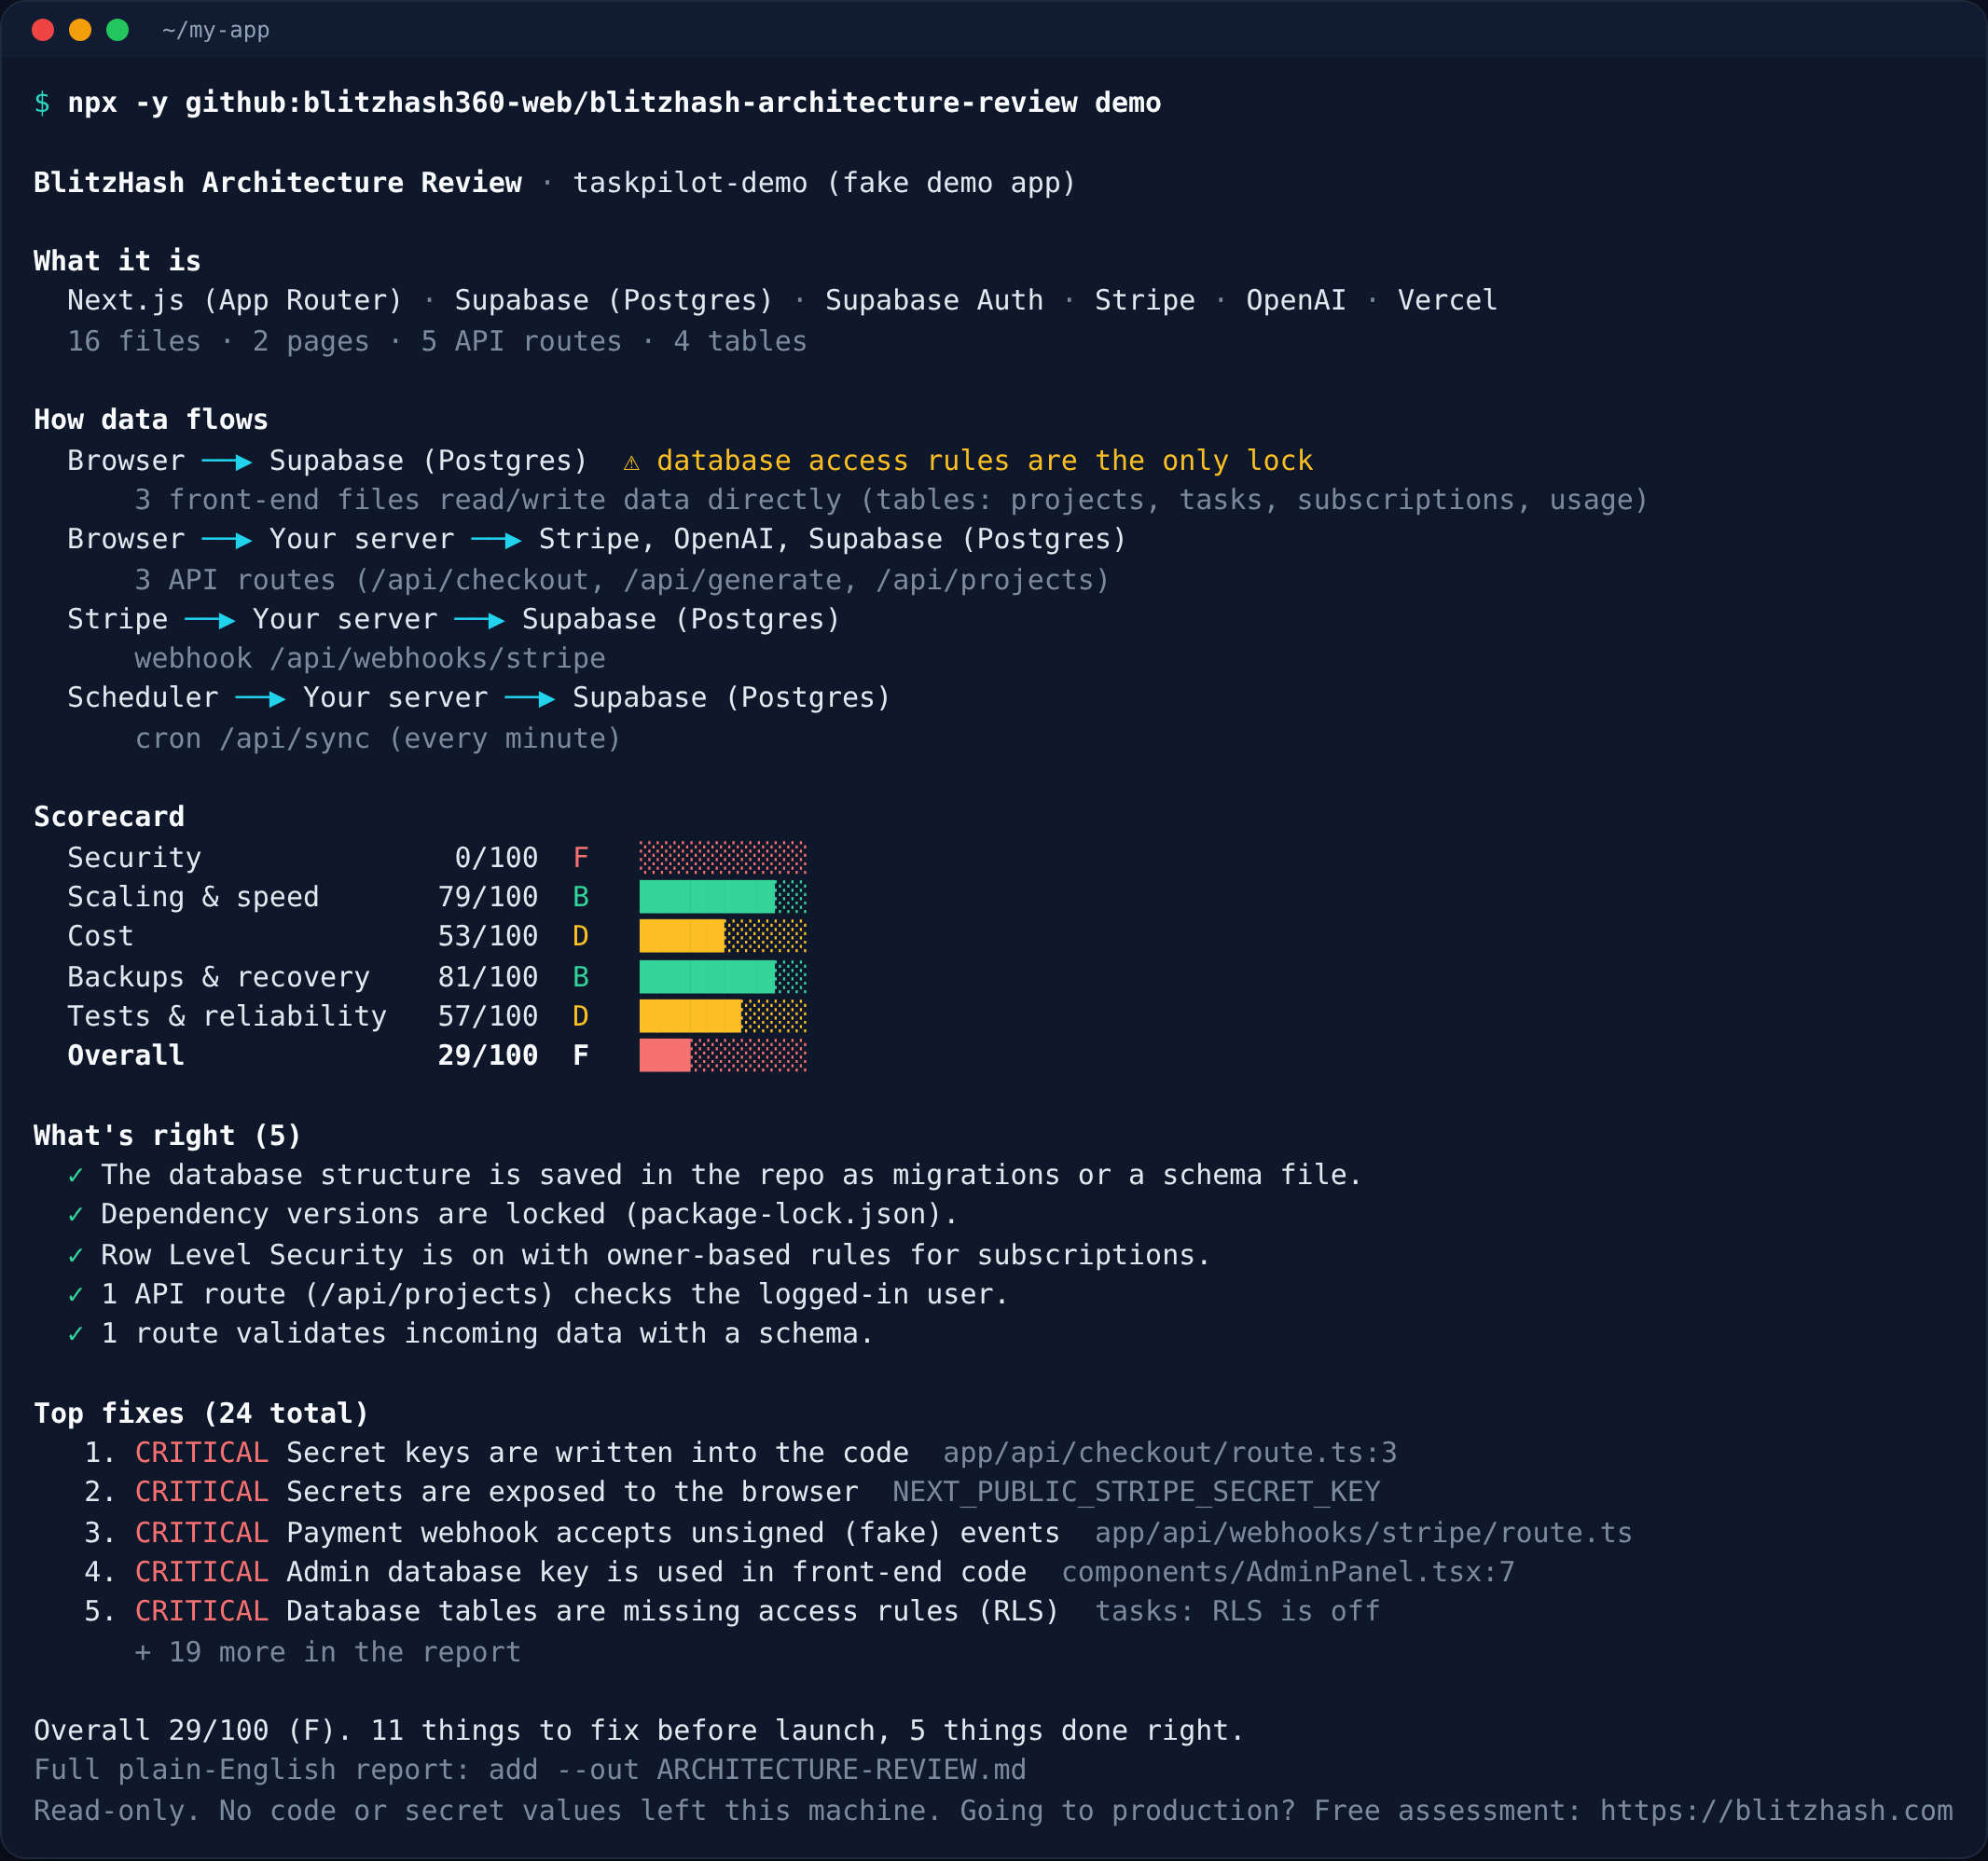 ~/my-app
$ npx -y github:blitzhash360-web/blitzhash-architecture-review demo
BlitzHash Architecture Review · taskpilot-demo (fake demo app)
What it is
Next.js (App Router) · Supabase (Postgres) · Supabase Auth · Stripe · OpenAI · Vercel
16 files · 2 pages · 5 API routes · 4 tables
How data flows
Browser ──▶ Supabase (Postgres) ⚠ database access rules are the only lock
3 front-end files read/write data directly (tables: projects, tasks, subscriptions, usage)
Browser ──▶ Your server ──▶ Stripe, OpenAI, Supabase (Postgres)
3 API routes (/api/checkout, /api/generate, /api/projects)
Stripe ──▶ Your server ──▶ Supabase (Postgres)
webhook /api/webhooks/stripe
Scheduler ──▶ Your server ──▶ Supabase (Postgres)
cron /api/sync (every minute)
Scorecard
Security 0/100 F ░░░░░░░░░░
Scaling & speed 79/100 B ████████░░
Cost 53/100 D █████░░░░░
Backups & recovery 81/100 B ████████░░
Tests & reliability 57/100 D ██████░░░░
Overall 29/100 F ███░░░░░░░
What's right (5)
✓ The database structure is saved in the repo as migrations or a schema file.
✓ Dependency versions are locked (package-lock.json).
✓ Row Level Security is on with owner-based rules for subscriptions.
✓ 1 API route (/api/projects) checks the logged-in user.
✓ 1 route validates incoming data with a schema.
Top fixes (24 total)
1. CRITICAL Secret keys are written into the code app/api/checkout/route.ts:3
2. CRITICAL Secrets are exposed to the browser NEXT_PUBLIC_STRIPE_SECRET_KEY
3. CRITICAL Payment webhook accepts unsigned (fake) events app/api/webhooks/stripe/route.ts
4. CRITICAL Admin database key is used in front-end code components/AdminPanel.tsx:7
5. CRITICAL Database tables are missing access rules (RLS) tasks: RLS is off
+ 19 more in the report
Overall 29/100 (F). 11 things to fix before launch, 5 things done right.
Full plain-English report: add --out ARCHITECTURE-REVIEW.md
Read-only. No code or secret values left this machine. Going to production? Free assessment: https://blitzhash.com